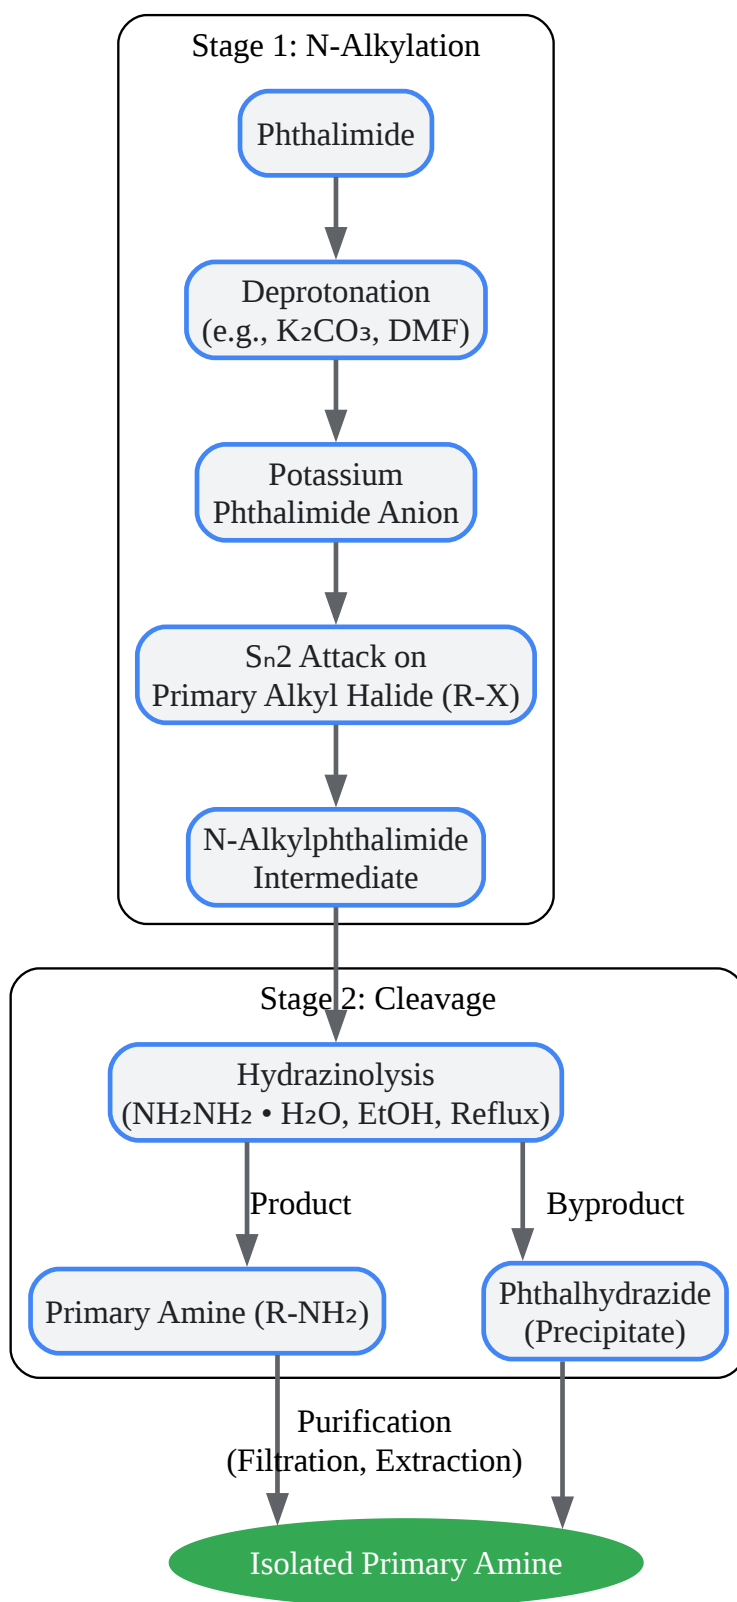 Stage 1: N-Alkylation
Phthalimide
Deprotonation
(e.g., K₂CO₃, DMF)
Potassium
Phthalimide Anion
Sₙ2 Attack on
Primary Alkyl Halide (R-X)
N-Alkylphthalimide
Intermediate
Stage 2: Cleavage
Hydrazinolysis
(NH₂NH₂ • H₂O, EtOH, Reflux)
Product
Byproduct
Primary Amine (R-NH₂)
Phthalhydrazide
(Precipitate)
Purification
(Filtration, Extraction)
Isolated Primary Amine